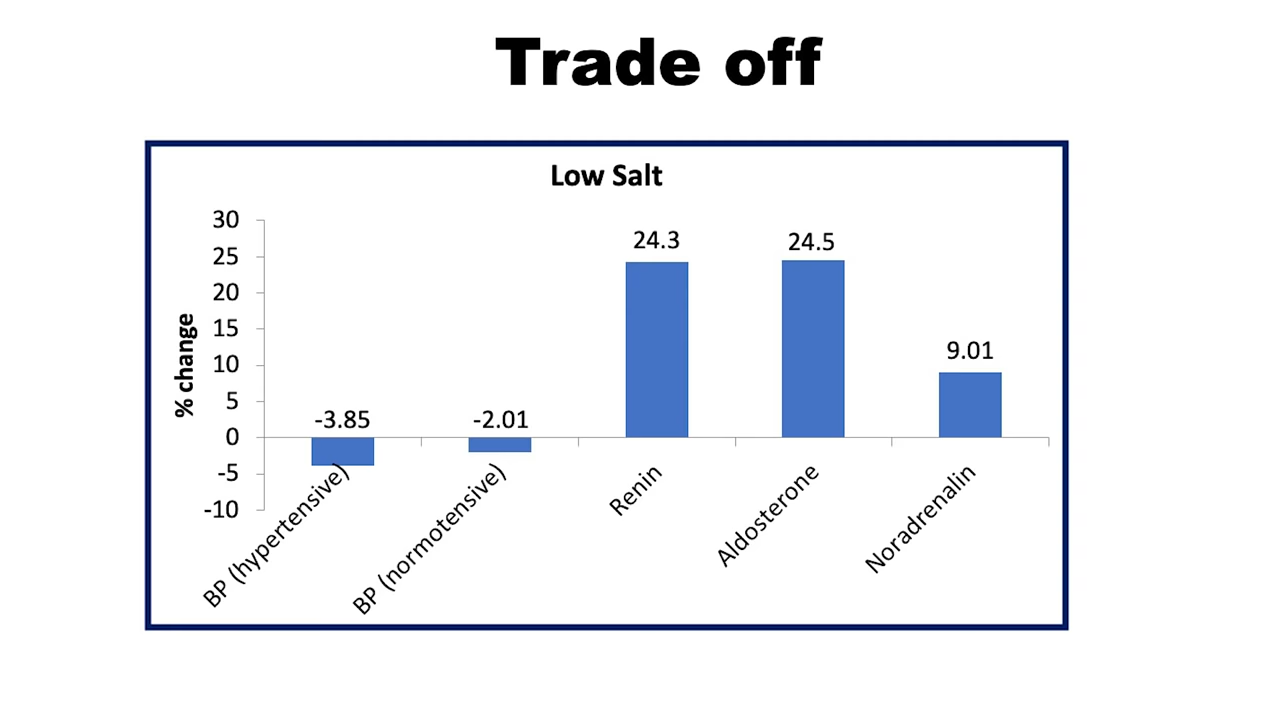 Trade off
Low Salt
% change
30
25
20
15
10
5
0
-5
-10
-3.85
-2.01
24.3
24.5
9.01
BP (hypertensive)
BP (normotensive)
Renin
Aldosterone
Noradrenalin